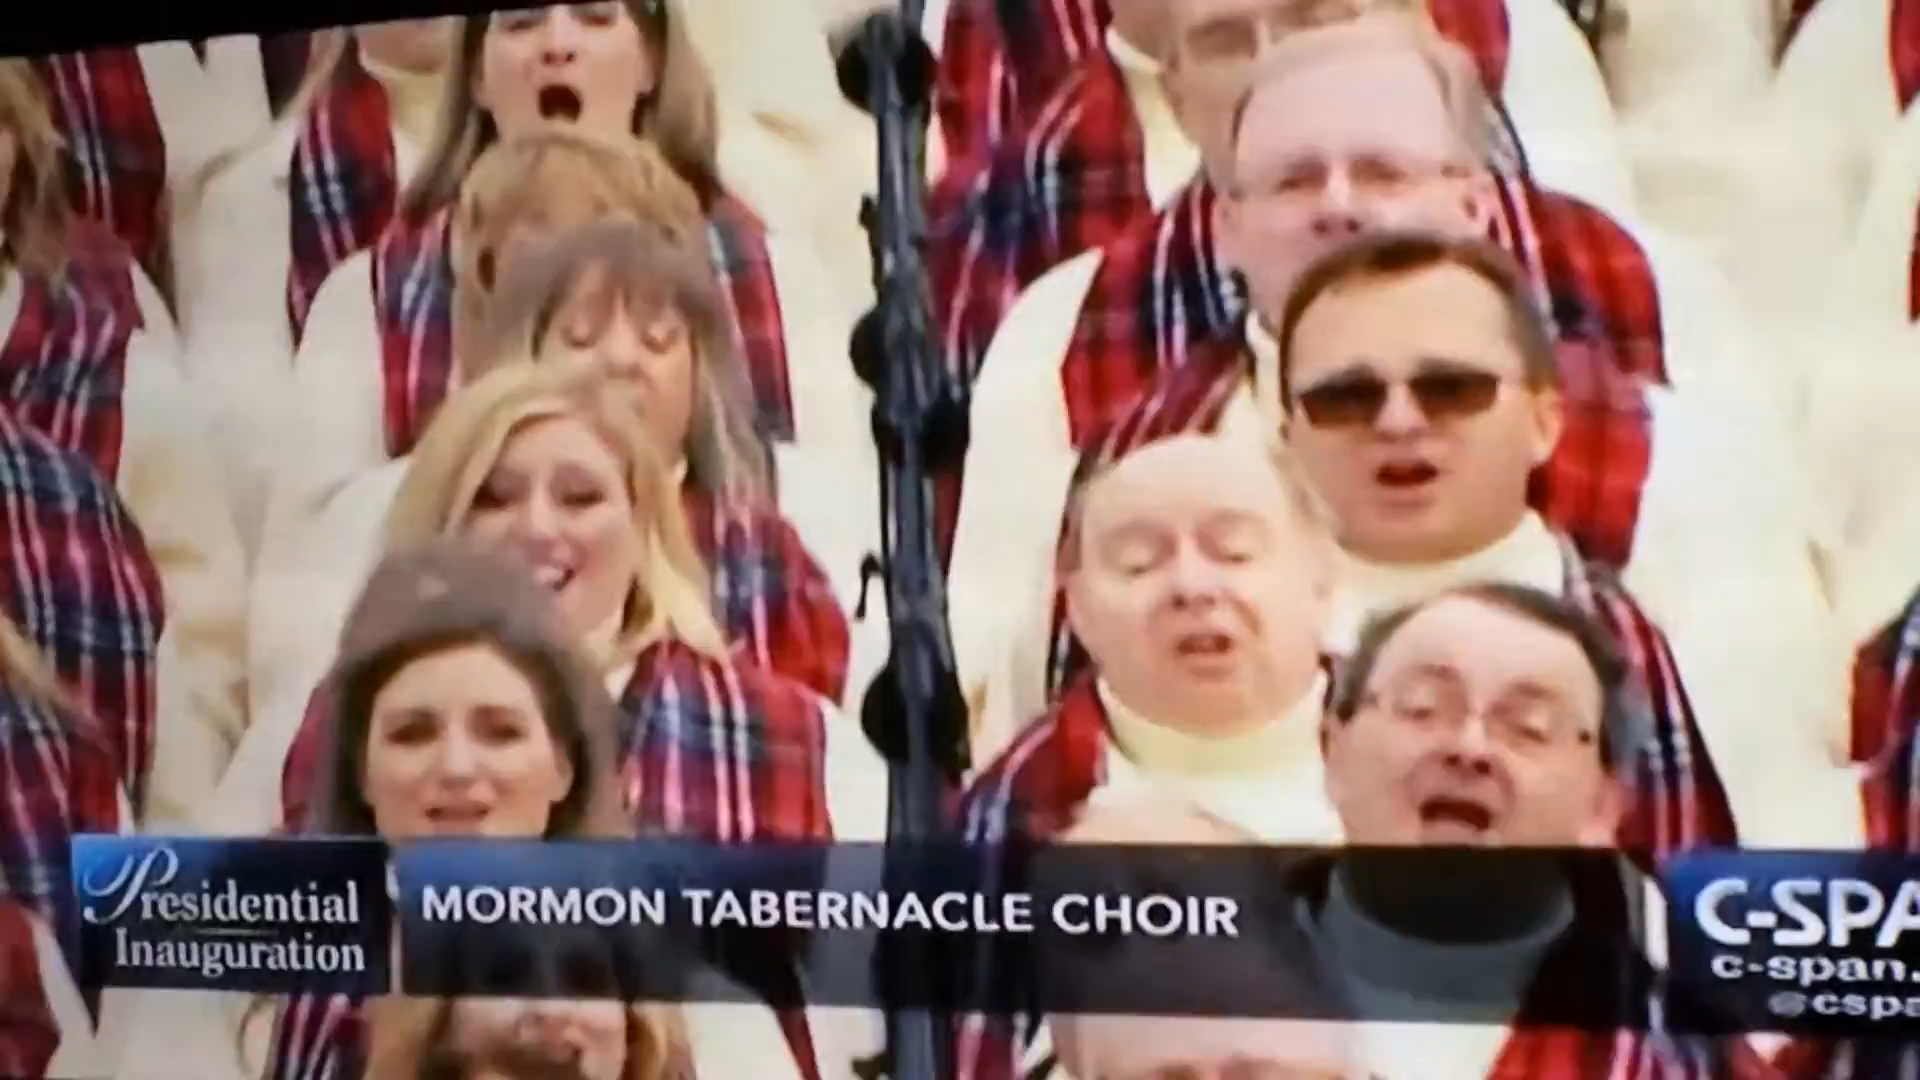 Presidential
Inauguration
MORMON TABERNACLE CHOIR
C-SPA
c-span.
@cspa